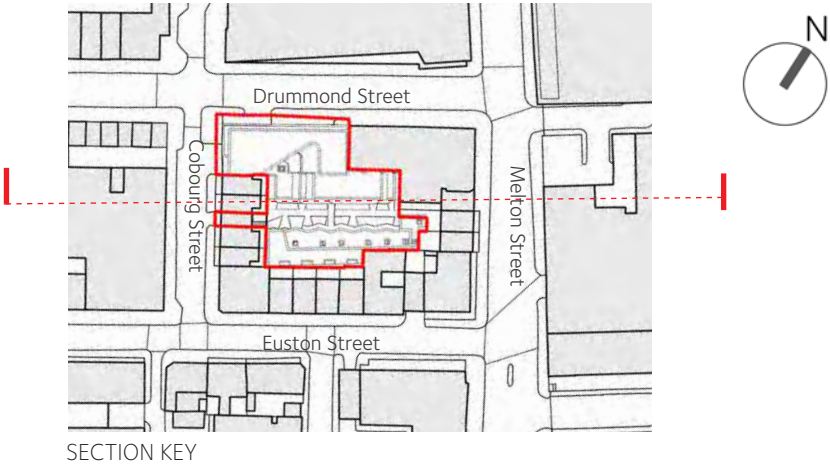 N
Drummond Street
Cobourg Street
Melton Street
Euston Street
SECTION KEY